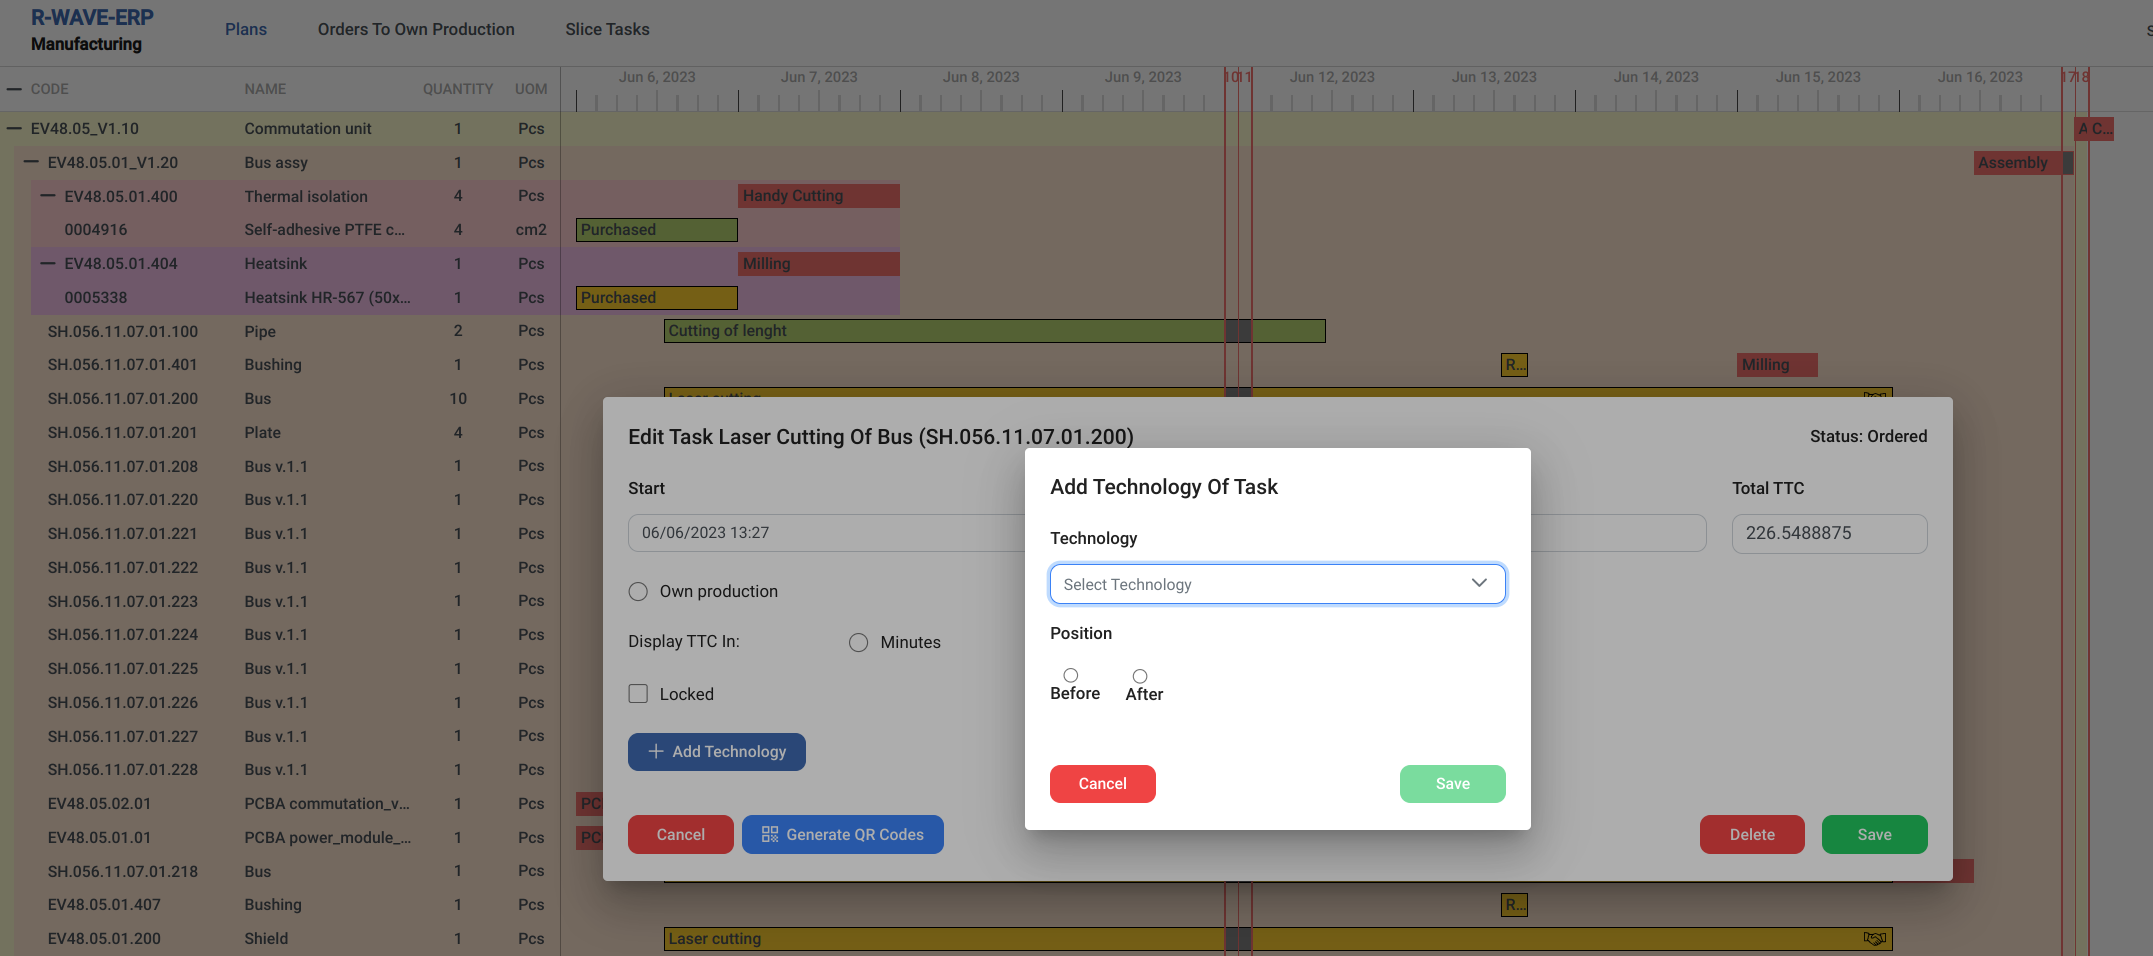 R-WAVE-ERP
Manufacturing
Plans
Orders To Own Production
Slice Tasks
CODE NAME QUANTITY UOM
Jun 6, 2023 Jun 7, 2023 Jun 8, 2023 Jun 9, 2023 10 11 Jun 12, 2023 Jun 13, 2023 Jun 14, 2023 Jun 15, 2023 Jun 16, 2023 17 18
EV48.05_V1.10 Commutation unit 1 Pcs A C...
EV48.05.01_V1.20 Bus assy 1 Pcs Assembly
EV48.05.01.400 Thermal isolation 4 Pcs Handy Cutting
0004916 Self-adhesive PTFE c... 4 cm2 Purchased
EV48.05.01.404 Heatsink 1 Pcs Milling
0005338 Heatsink HR-567 (50x... 1 Pcs Purchased
SH.056.11.07.01.100 Pipe 2 Pcs Cutting of lenght
SH.056.11.07.01.401 Bushing 1 Pcs R... Milling
SH.056.11.07.01.200 Bus 10 Pcs
SH.056.11.07.01.201 Plate 4 Pcs
SH.056.11.07.01.208 Bus v.1.1 1 Pcs
SH.056.11.07.01.220 Bus v.1.1 1 Pcs
SH.056.11.07.01.221 Bus v.1.1 1 Pcs
SH.056.11.07.01.222 Bus v.1.1 1 Pcs
SH.056.11.07.01.223 Bus v.1.1 1 Pcs
SH.056.11.07.01.224 Bus v.1.1 1 Pcs
SH.056.11.07.01.225 Bus v.1.1 1 Pcs
SH.056.11.07.01.226 Bus v.1.1 1 Pcs
SH.056.11.07.01.227 Bus v.1.1 1 Pcs
SH.056.11.07.01.228 Bus v.1.1 1 Pcs
EV48.05.02.01 PCBA commutation_v... 1 Pcs PC
EV48.05.01.01 PCBA power_module_... 1 Pcs PC
SH.056.11.07.01.218 Bus 1 Pcs
EV48.05.01.407 Bushing 1 Pcs R...
EV48.05.01.200 Shield 1 Pcs Laser cutting
Edit Task Laser Cutting Of Bus (SH.056.11.07.01.200)
Status: Ordered
Start
06/06/2023 13:27
Total TTC
226.5488875
Own production
Display TTC In: Minutes
Locked
Add Technology
Cancel Generate QR Codes Delete Save
Add Technology Of Task
Technology
Select Technology
Position
Before After
Cancel Save